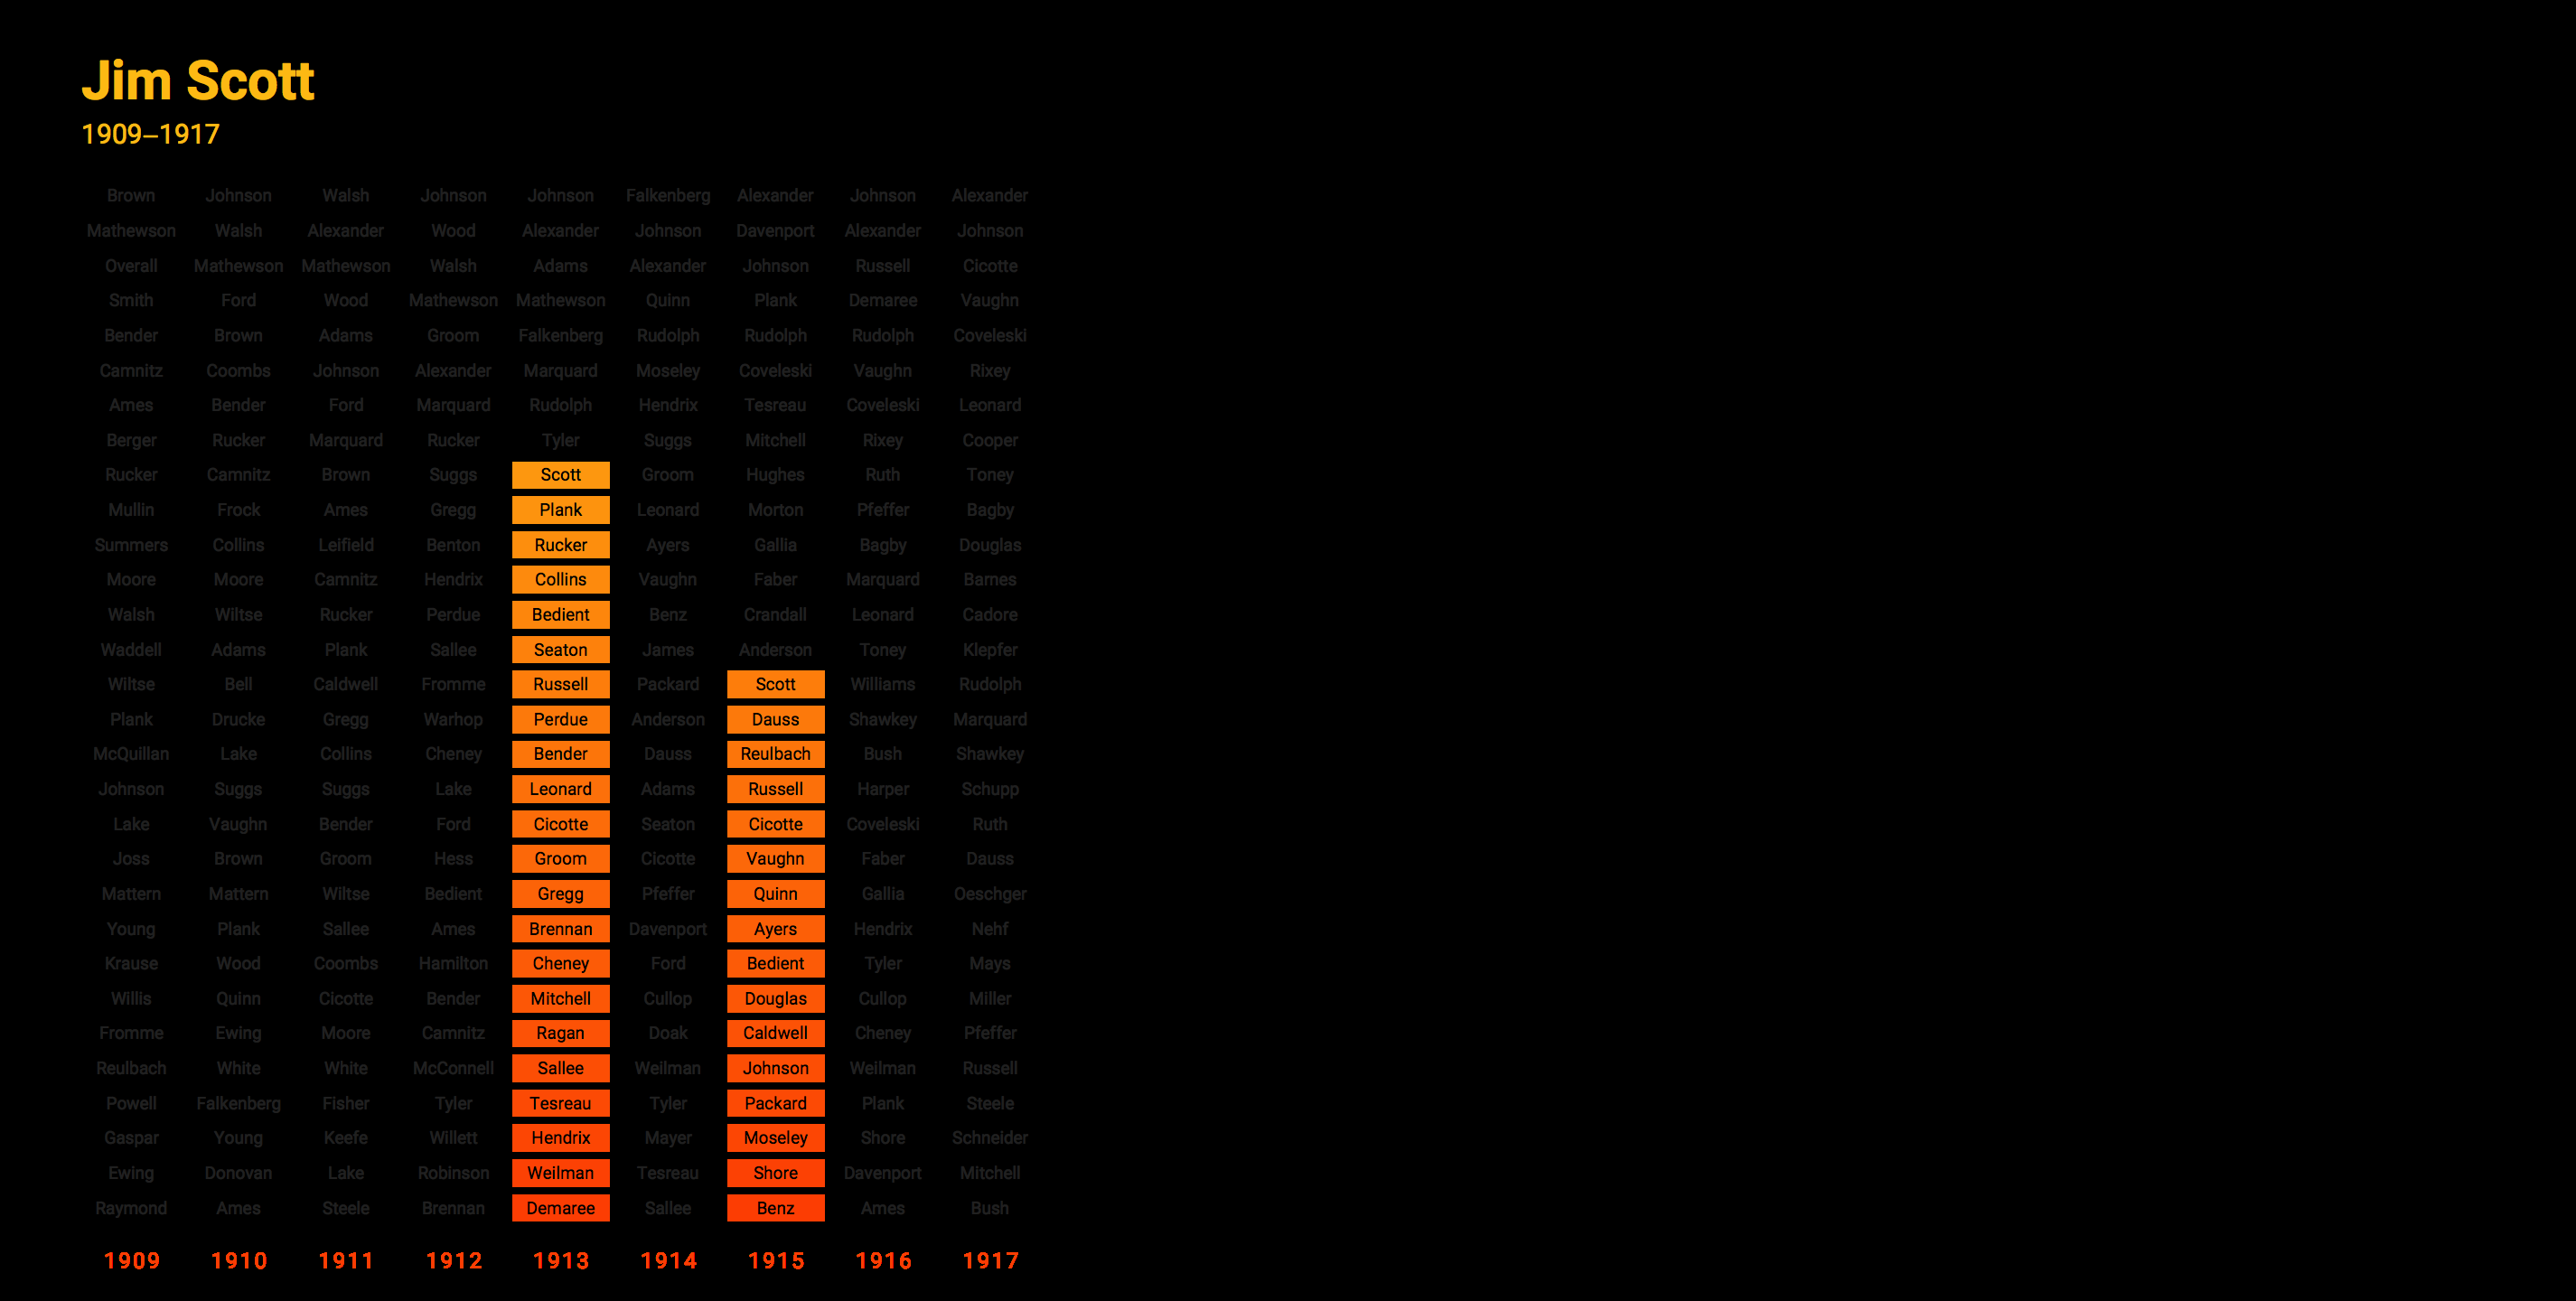 Jim Scott
1909–1917
Brown Johnson Walsh Johnson Johnson Falkenberg Alexander Johnson Alexander
Mathewson Walsh Alexander Wood Alexander Johnson Davenport Alexander Johnson
Overall Mathewson Mathewson Walsh Adams Alexander Johnson Russell Cicotte
Smith Ford Wood Mathewson Mathewson Quinn Plank Demaree Vaughn
Bender Brown Adams Groom Falkenberg Rudolph Rudolph Rudolph Coveleski
Camnitz Coombs Johnson Alexander Marquard Moseley Coveleski Vaughn Rixey
Ames Bender Ford Marquard Rudolph Hendrix Tesreau Coveleski Leonard
Berger Rucker Marquard Rucker Tyler Suggs Mitchell Rixey Cooper
Rucker Camnitz Brown Suggs Scott Groom Hughes Ruth Toney
Mullin Frock Ames Gregg Plank Leonard Morton Pfeffer Bagby
Summers Collins Leifield Benton Rucker Ayers Gallia Bagby Douglas
Moore Moore Camnitz Hendrix Collins Vaughn Faber Marquard Barnes
Walsh Wiltse Rucker Perdue Bedient Benz Crandall Leonard Cadore
Waddell Adams Plank Sallee Seaton James Anderson Toney Klepfer
Wiltse Bell Caldwell Fromme Russell Packard Scott Williams Rudolph
Plank Drucke Gregg Warhop Perdue Anderson Dauss Shawkey Marquard
McQuillan Lake Collins Cheney Bender Dauss Reulbach Bush Shawkey
Johnson Suggs Suggs Lake Leonard Adams Russell Harper Schupp
Lake Vaughn Bender Ford Cicotte Seaton Cicotte Coveleski Ruth
Joss Brown Groom Hess Groom Cicotte Vaughn Faber Dauss
Mattern Mattern Wiltse Bedient Gregg Pfeffer Quinn Gallia Oeschger
Young Plank Sallee Ames Brennan Davenport Ayers Hendrix Nehf
Krause Wood Coombs Hamilton Cheney Ford Bedient Tyler Mays
Willis Quinn Cicotte Bender Mitchell Cullop Douglas Cullop Miller
Fromme Ewing Moore Camnitz Ragan Doak Caldwell Cheney Pfeffer
Reulbach White White McConnell Sallee Weilman Johnson Weilman Russell
Powell Falkenberg Fisher Tyler Tesreau Tyler Packard Plank Steele
Gaspar Young Keefe Willett Hendrix Mayer Moseley Shore Schneider
Ewing Donovan Lake Robinson Weilman Tesreau Shore Davenport Mitchell
Raymond Ames Steele Brennan Demaree Sallee Benz Ames Bush
1909 1910 1911 1912 1913 1914 1915 1916 1917